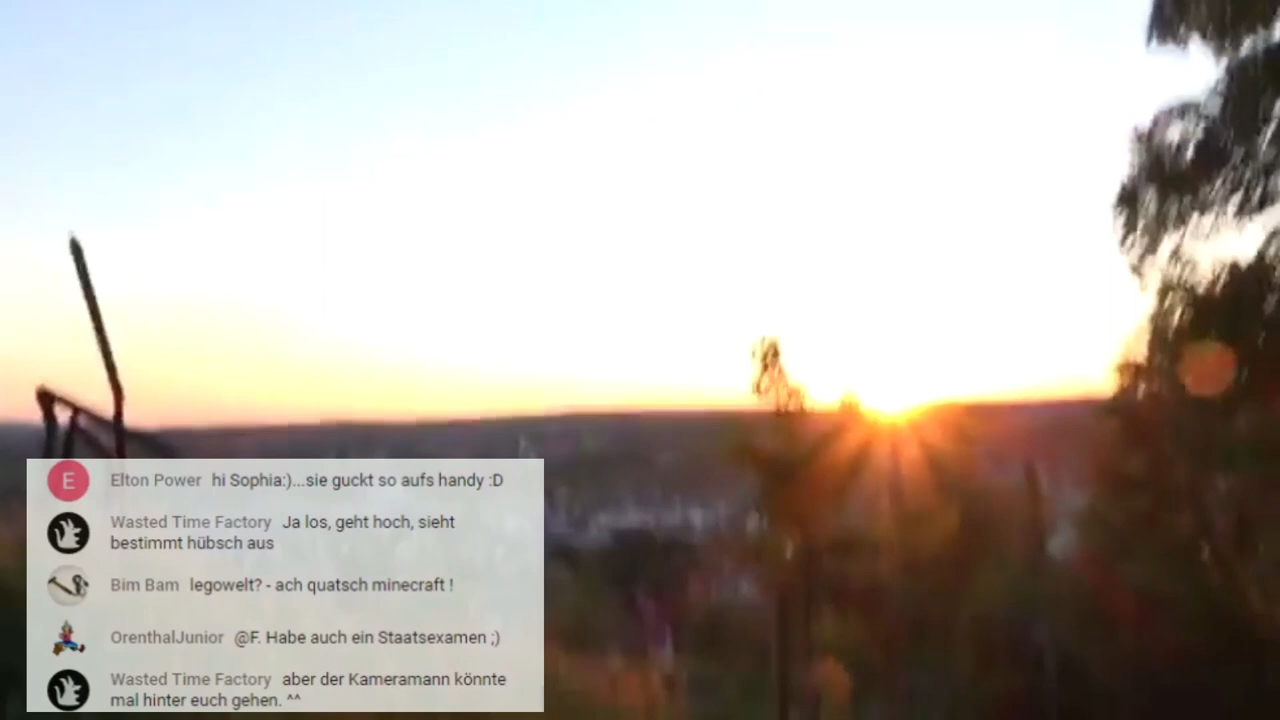 E Elton Power hi Sophia:)...sie guckt so aufs handy :D
Wasted Time Factory Ja los, geht hoch, sieht
bestimmt hübsch aus
Bim Bam legowelt? - ach quatsch minecraft !
OrenthalJunior @F. Habe auch ein Staatsexamen ;)
Wasted Time Factory aber der Kameramann könnte
mal hinter euch gehen. ^^